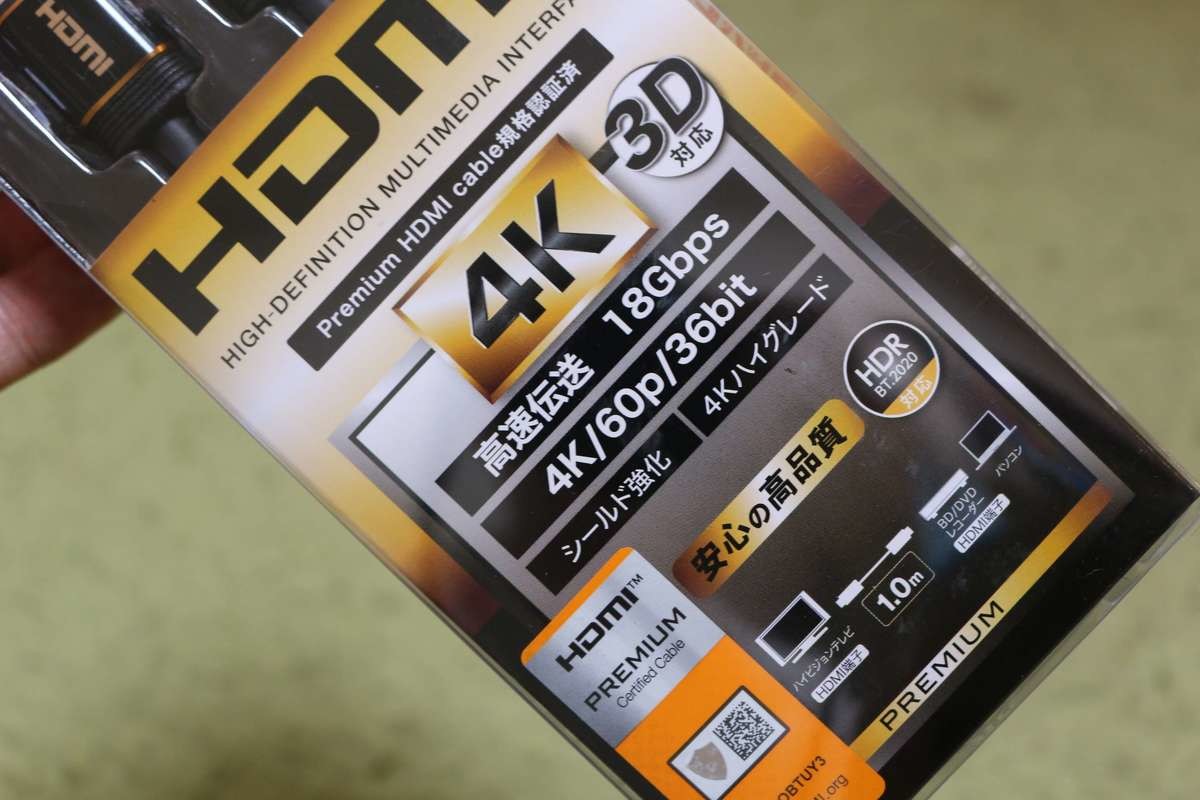 HDMI
HIGH-DEFINITION MULTIMEDIA
Premium HDMI cable規格認証済
3D
対応
4K
高速伝送 18Gbps
4K/60p/36bit
シールド強化
4Kハイグレード
HDR
BT.2020
対応
安心の高品質
パソコン
BD/DVD
レコーダー
HDMI端子
1.0m
ハイビジョンテレビ
HDMI端子
PREMIUM
HDMI™
PREMIUM
Certified Cable
OBTUY3
.org